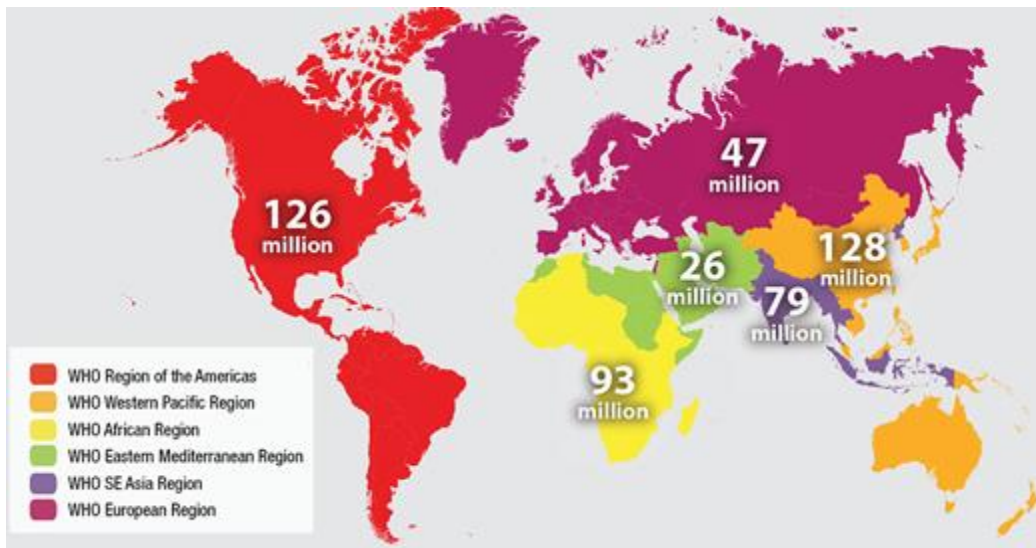 126
million
47
million
128
million
26
million
79
million
93
million
WHO Region of the Americas
WHO Western Pacific Region
WHO African Region
WHO Eastern Mediterranean Region
WHO SE Asia Region
WHO European Region